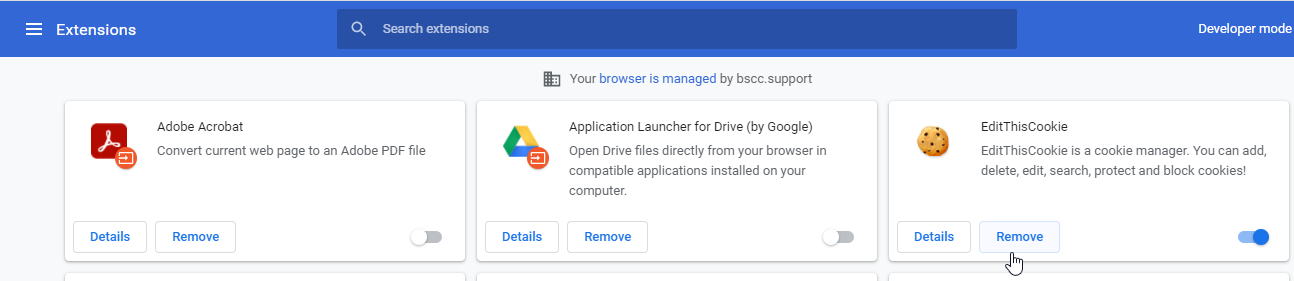 Extensions
Search extensions
Developer mode
Your browser is managed by bscc.support
Adobe Acrobat
Convert current web page to an Adobe PDF file
Details
Remove
Application Launcher for Drive (by Google)
Open Drive files directly from your browser in
compatible applications installed on your
computer.
Details
Remove
EditThisCookie
EditThisCookie is a cookie manager. You can add,
delete, edit, search, protect and block cookies!
Details
Remove